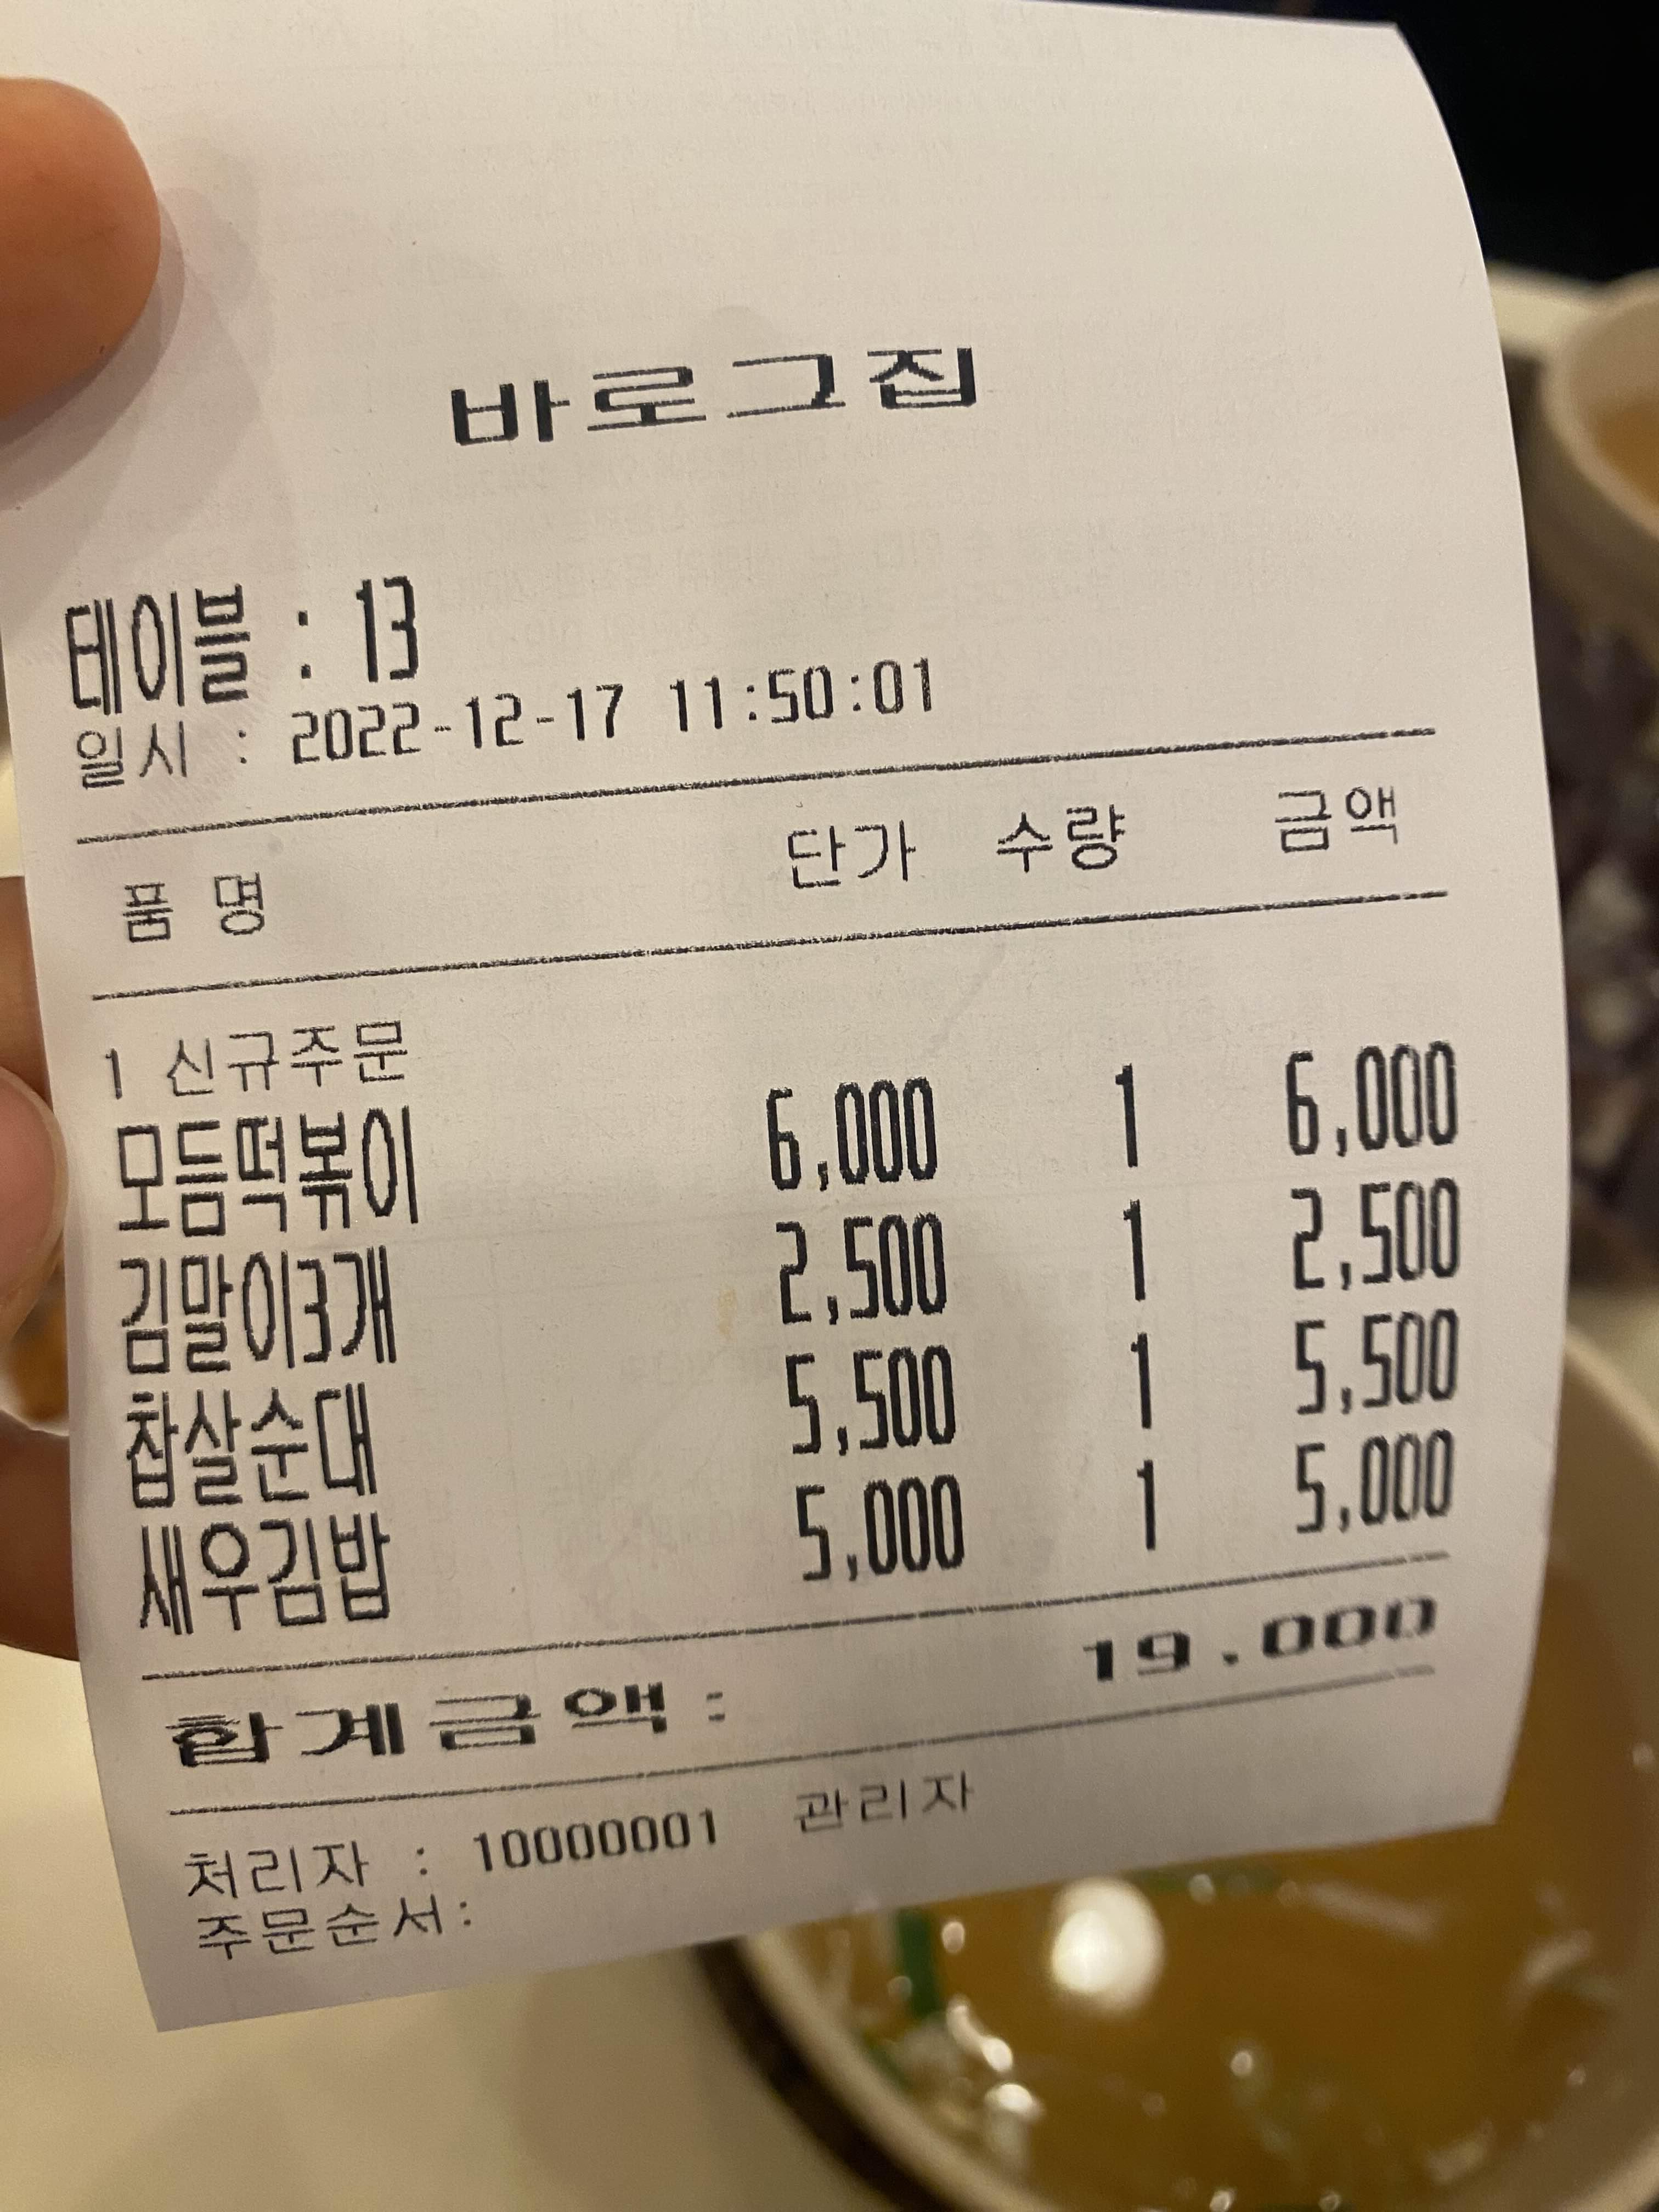 바로그집
테이블 : 13
일시 : 2022-12-17 11:50:01
품 명 단가 수량 금액
1 신규주문
모듬떡볶이 6,000 1 6,000
김말이3개 2,500 1 2,500
찹살순대 5,500 1 5,500
새우김밥 5,000 1 5,000
합계금액 : 19,000
처리자 : 10000001 관리자
주문순서: